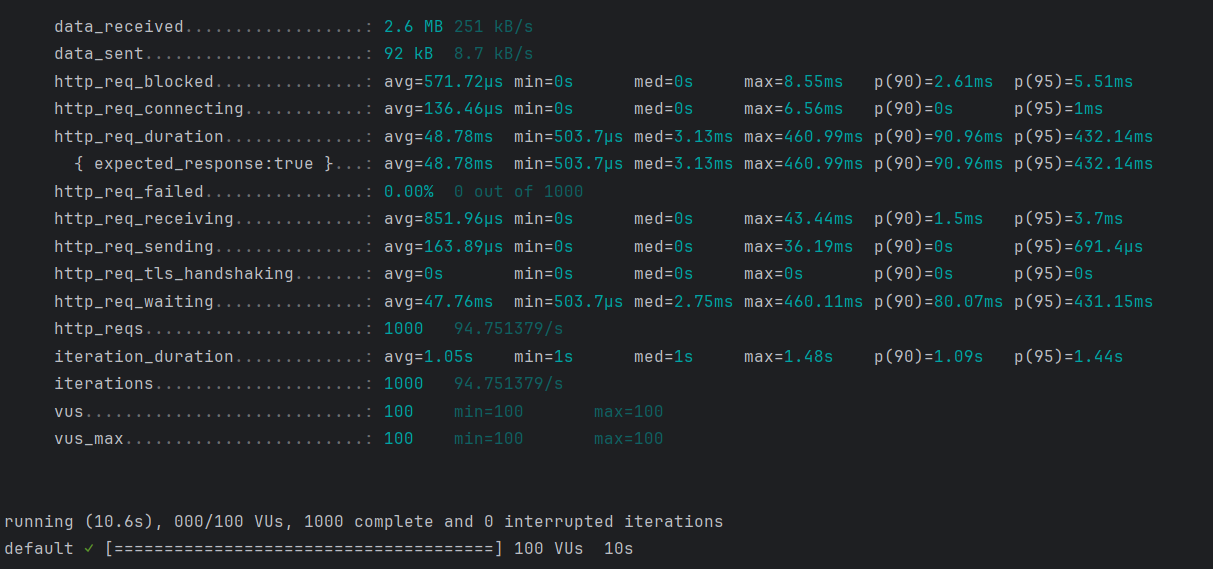 data_received..................: 2.6 MB 251 kB/s
data_sent......................: 92 kB  8.7 kB/s
http_req_blocked...............: avg=571.72µs min=0s      med=0s     max=8.55ms   p(90)=2.61ms  p(95)=5.51ms
http_req_connecting............: avg=136.46µs min=0s      med=0s     max=6.56ms   p(90)=0s      p(95)=1ms
http_req_duration..............: avg=48.78ms  min=503.7µs med=3.13ms max=460.99ms p(90)=90.96ms p(95)=432.14ms
  { expected_response:true }...: avg=48.78ms  min=503.7µs med=3.13ms max=460.99ms p(90)=90.96ms p(95)=432.14ms
http_req_failed................: 0.00%  0 out of 1000
http_req_receiving.............: avg=851.96µs min=0s      med=0s     max=43.44ms  p(90)=1.5ms   p(95)=3.7ms
http_req_sending...............: avg=163.89µs min=0s      med=0s     max=36.19ms  p(90)=0s      p(95)=691.4µs
http_req_tls_handshaking.......: avg=0s       min=0s      med=0s     max=0s       p(90)=0s      p(95)=0s
http_req_waiting...............: avg=47.76ms  min=503.7µs med=2.75ms max=460.11ms p(90)=80.07ms p(95)=431.15ms
http_reqs......................: 1000   94.751379/s
iteration_duration.............: avg=1.05s    min=1s      med=1s     max=1.48s    p(90)=1.09s   p(95)=1.44s
iterations.....................: 1000   94.751379/s
vus............................: 100    min=100       max=100
vus_max........................: 100    min=100       max=100
running (10.6s), 000/100 VUs, 1000 complete and 0 interrupted iterations
default ✓ [======================================] 100 VUs  10s